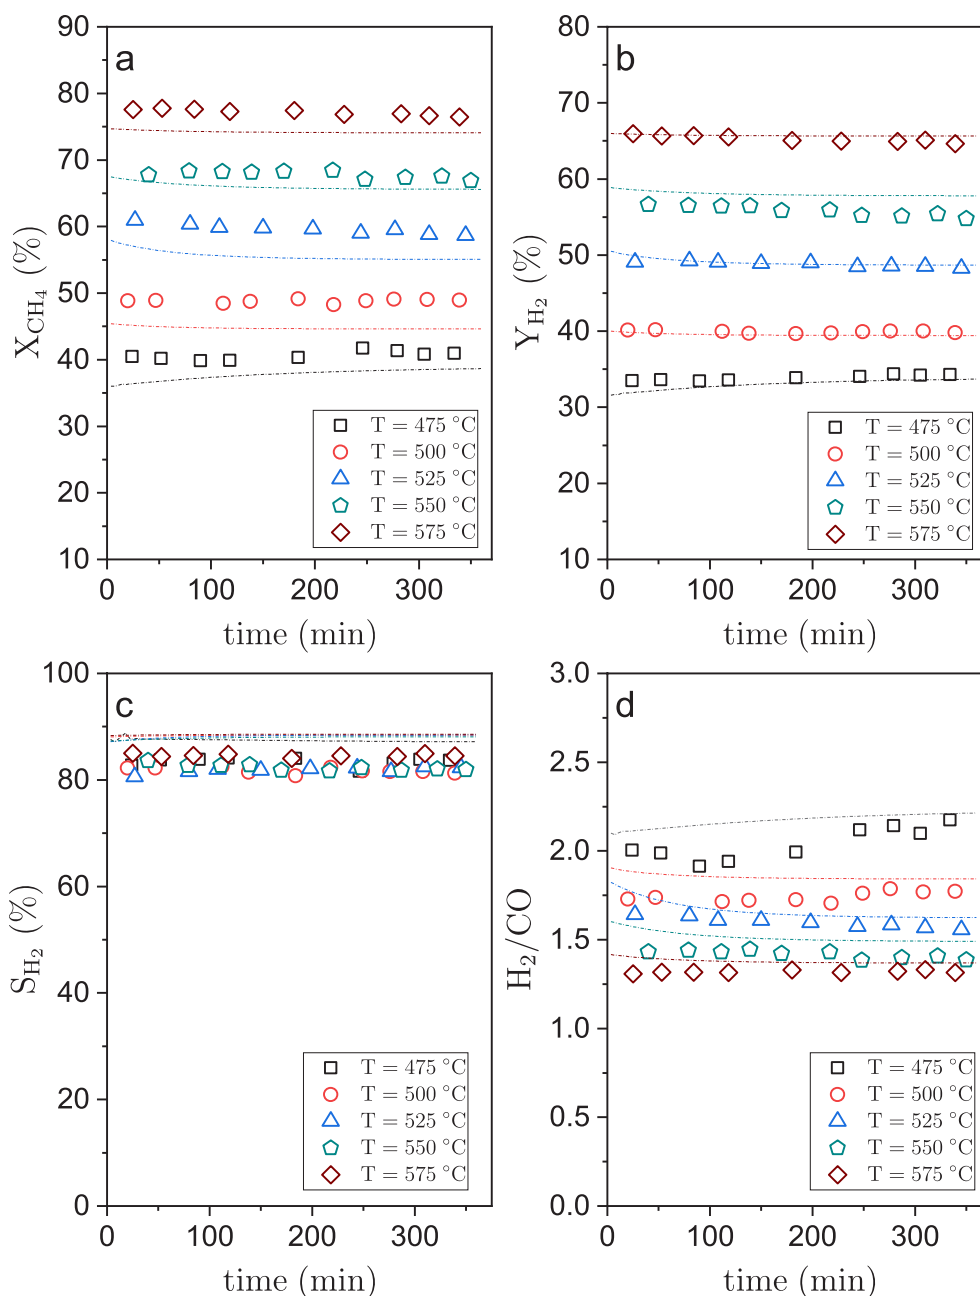 a
X_CH4 (%)
90
80
70
60
50
40
30
20
10
0
100
200
300
time (min)
T = 475 °C
T = 500 °C
T = 525 °C
T = 550 °C
T = 575 °C
b
Y_H2 (%)
80
70
60
50
40
30
20
10
0
100
200
300
time (min)
T = 475 °C
T = 500 °C
T = 525 °C
T = 550 °C
T = 575 °C
c
S_H2 (%)
100
80
60
40
20
0
0
100
200
300
time (min)
T = 475 °C
T = 500 °C
T = 525 °C
T = 550 °C
T = 575 °C
d
H2/CO
3.0
2.5
2.0
1.5
1.0
0.5
0.0
0
100
200
300
time (min)
T = 475 °C
T = 500 °C
T = 525 °C
T = 550 °C
T = 575 °C